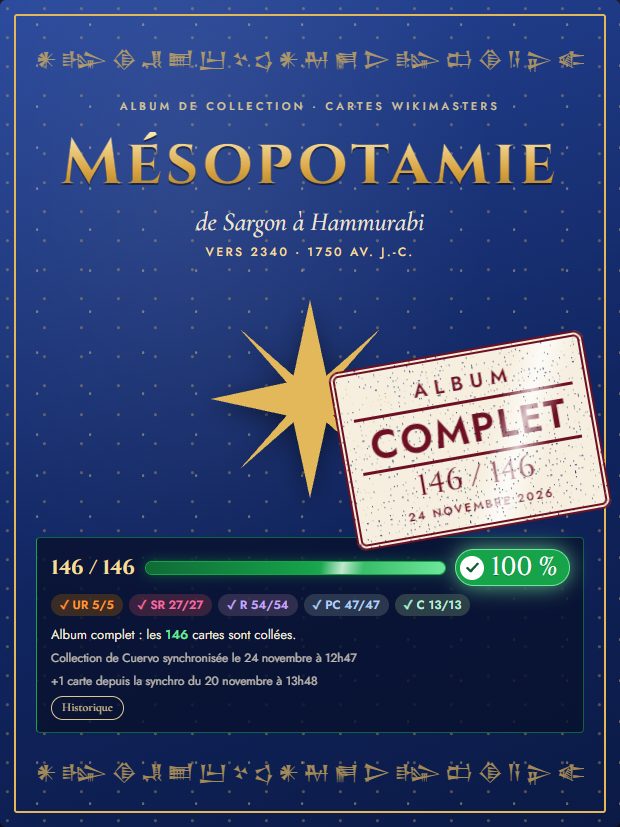 ALBUM DE COLLECTION · CARTES WIKIMASTERS
MÉSOPOTAMIE
de Sargon à Hammurabi
VERS 2340 · 1750 AV. J.-C.
ALBUM
COMPLET
146 / 146
24 NOVEMBRE 2026
146 / 146
100 %
✓ UR 5/5 ✓ SR 27/27 ✓ R 54/54 ✓ PC 47/47 ✓ C 13/13
Album complet : les 146 cartes sont collées.
Collection de Cuervo synchronisée le 24 novembre à 12h47
+1 carte depuis la synchro du 20 novembre à 13h48
Historique